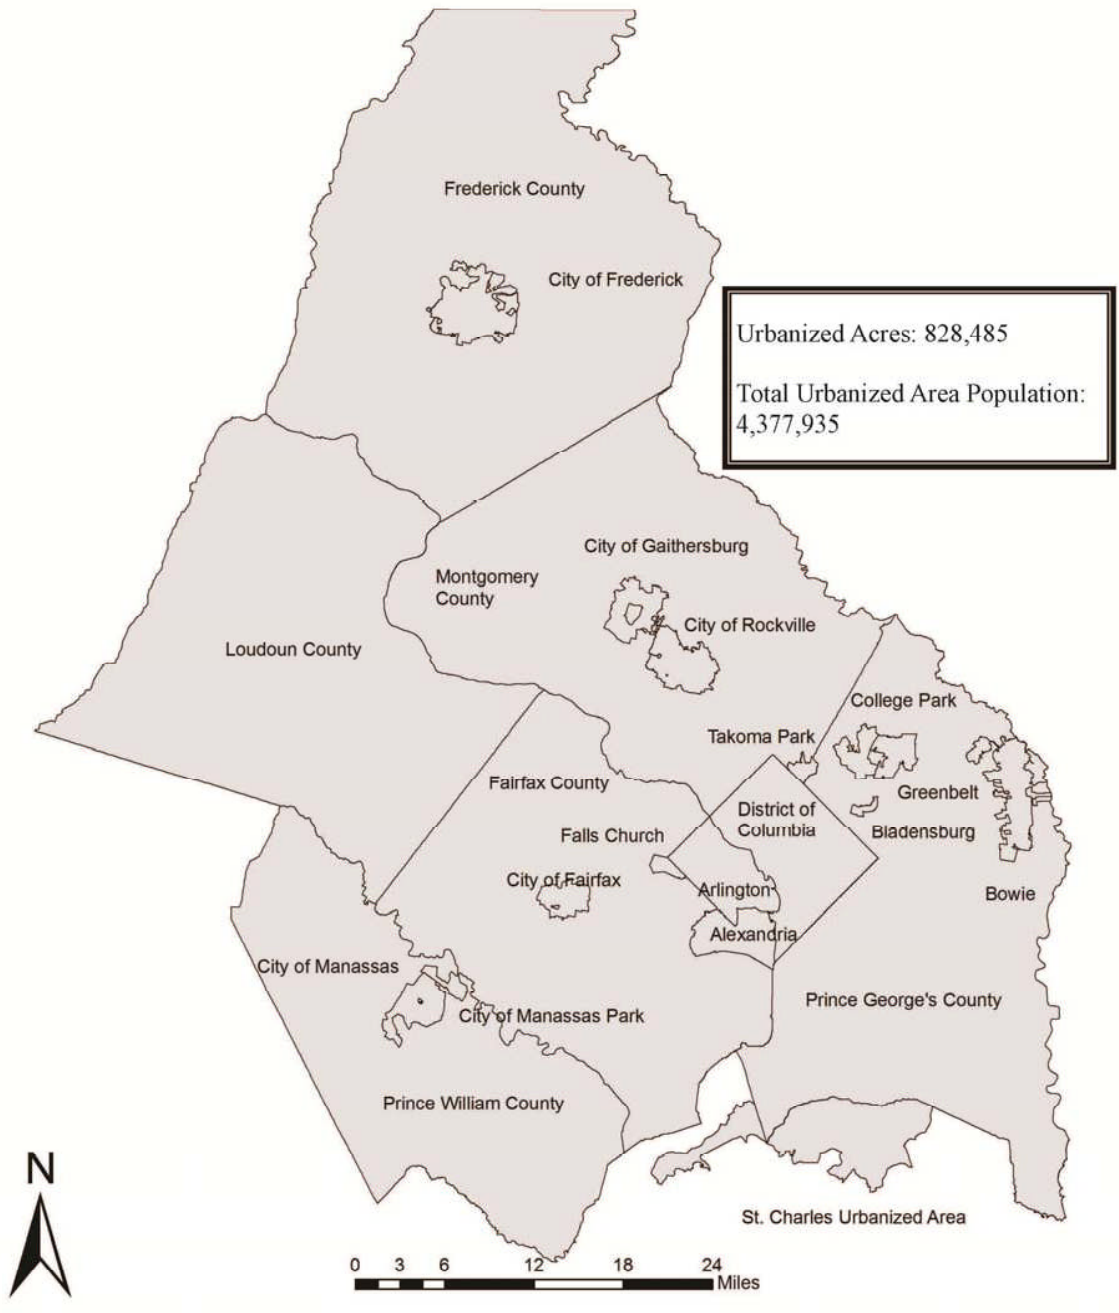 Frederick County
City of Frederick
Urbanized Acres: 828,485
Total Urbanized Area Population:
4,377,935
City of Gaithersburg
Montgomery
County
City of Rockville
Loudoun County
College Park
Takoma Park
Fairfax County
Greenbelt
District of
Columbia
Bladensburg
Falls Church
City of Fairfax
Arlington
Bowie
Alexandria
City of Manassas
Prince George's County
City of Manassas Park
Prince William County
N
St. Charles Urbanized Area
0 3 6 12 18 24
Miles